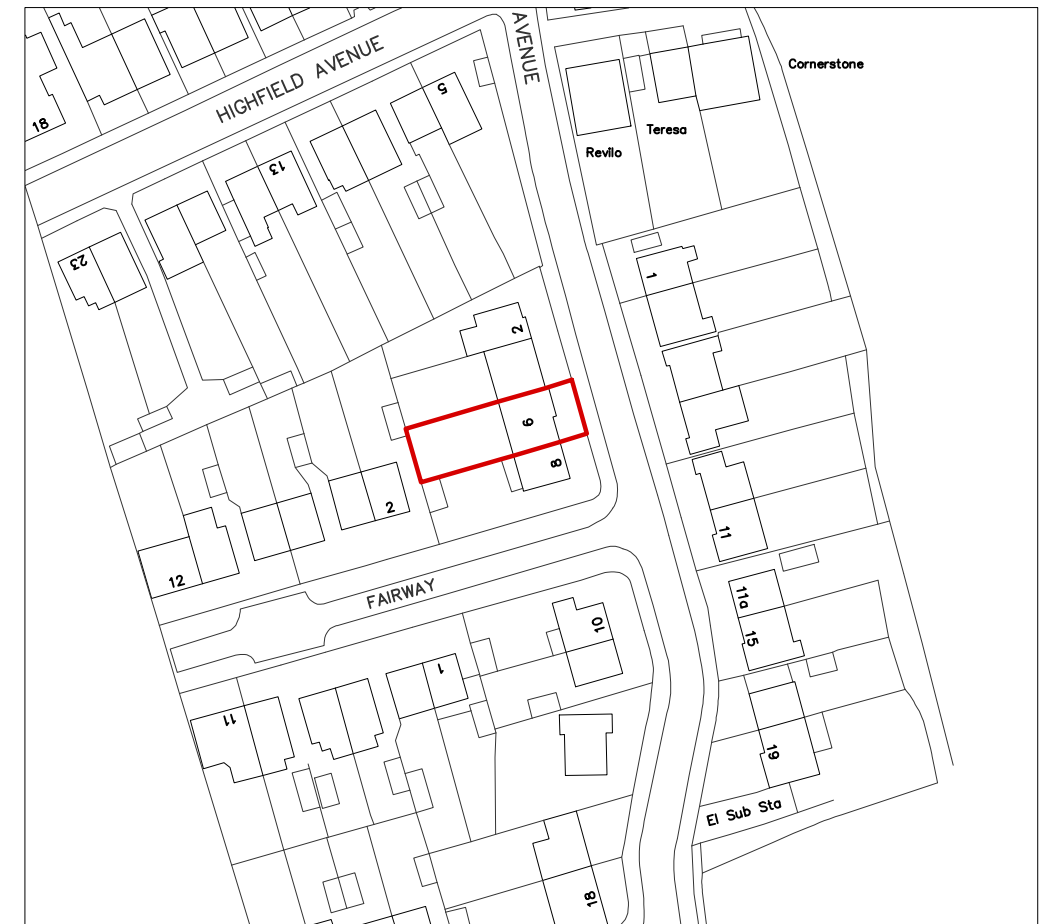 AVENUE
HIGHFIELD AVENUE
Cornerstone
5
18
Teresa
Revilo
13
23
1
2
6
8
2
11
12
11a
FAIRWAY
10
15
1
11
19
El Sub Sta
18